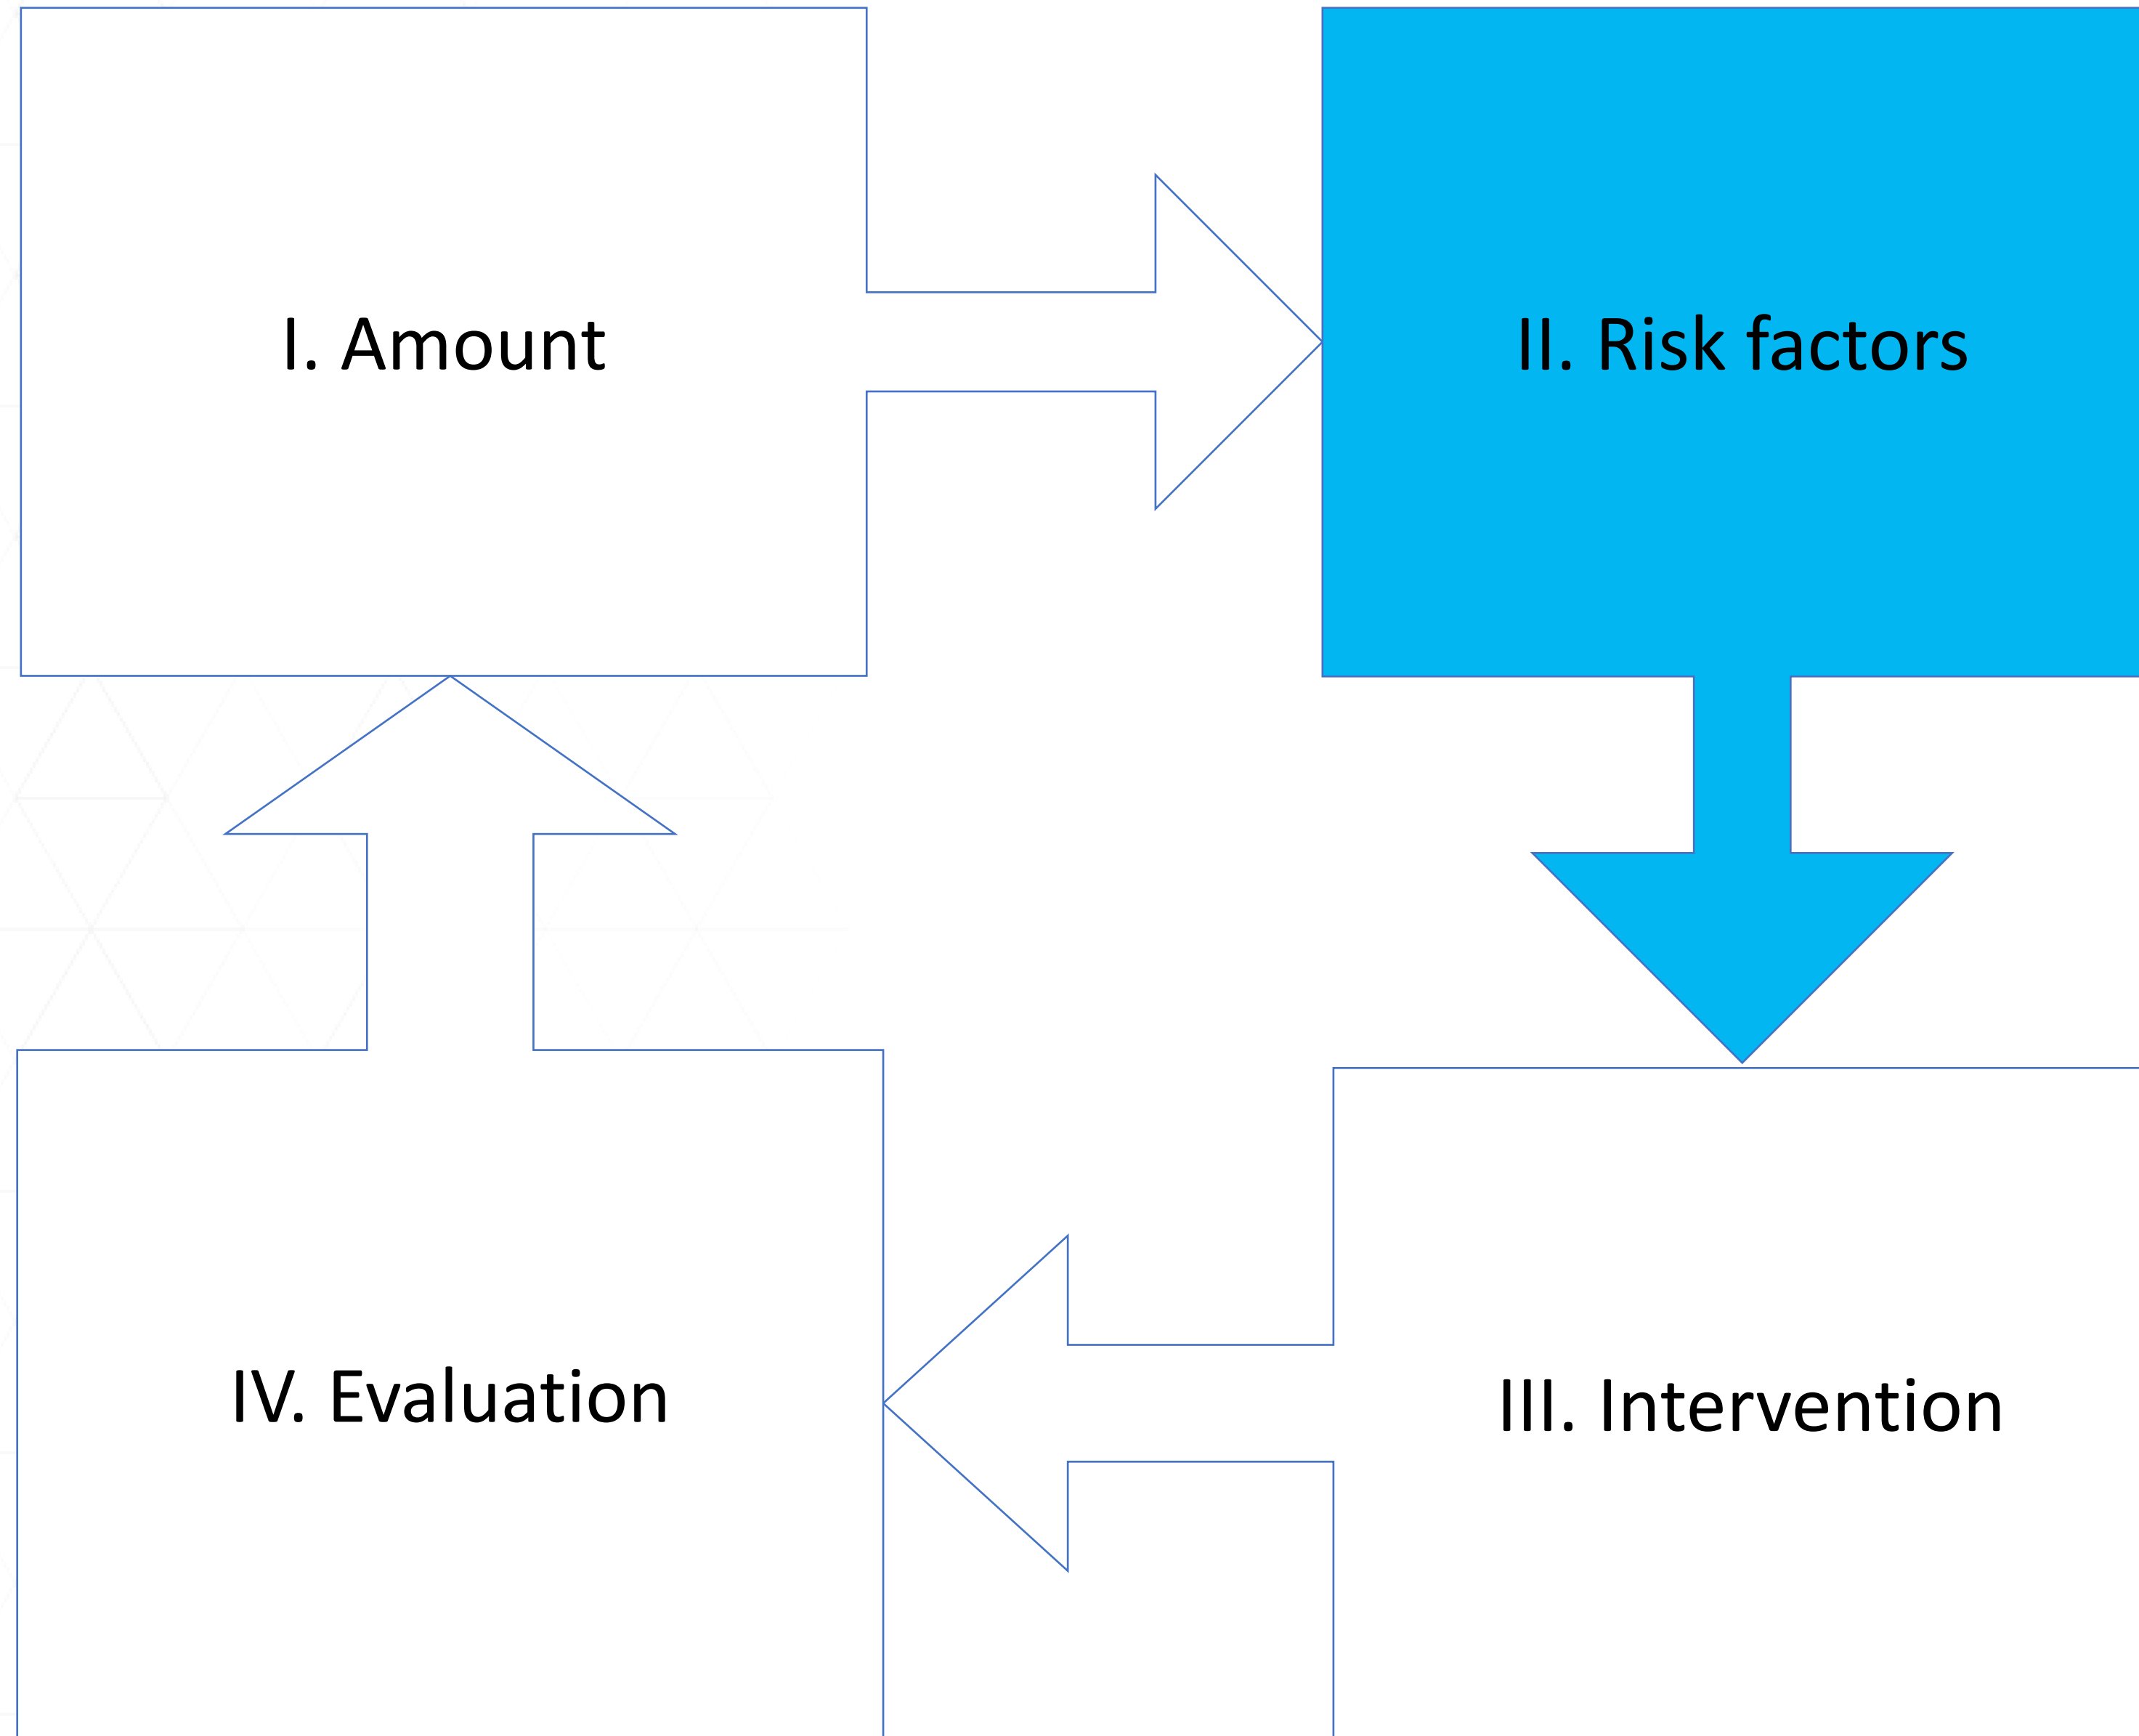 I. Amount
II. Risk factors
IV. Evaluation
III. Intervention